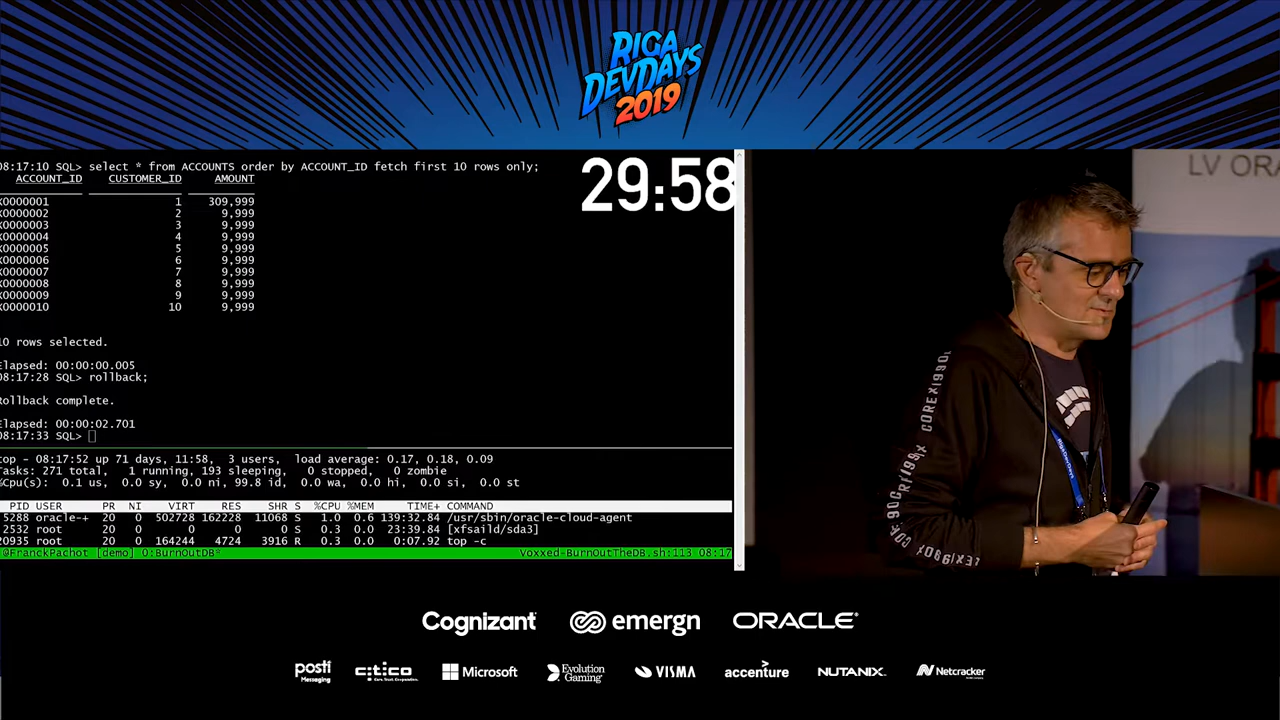 RIGA
DEVDAYS
2019
08:17:10 SQL> select * from ACCOUNTS order by ACCOUNT_ID fetch first 10 rows only;
ACCOUNT_ID CUSTOMER_ID AMOUNT
X0000001 1 309,999
X0000002 2 9,999
X0000003 3 9,999
X0000004 4 9,999
X0000005 5 9,999
X0000006 6 9,999
X0000007 7 9,999
X0000008 8 9,999
X0000009 9 9,999
X0000010 10 9,999
10 rows selected.
Elapsed: 00:00:00.005
08:17:28 SQL> rollback;
Rollback complete.
Elapsed: 00:00:02.701
08:17:33 SQL>
29:58
top - 08:17:52 up 71 days, 11:58, 3 users, load average: 0.17, 0.18, 0.09
Tasks: 271 total, 1 running, 193 sleeping, 0 stopped, 0 zombie
%Cpu(s): 0.1 us, 0.0 sy, 0.0 ni, 99.8 id, 0.0 wa, 0.0 hi, 0.0 si, 0.0 st
PID USER PR NI VIRT RES SHR S %CPU %MEM TIME+ COMMAND
5288 oracle-+ 20 0 502728 162228 11068 S 1.0 0.6 139:32.84 /usr/sbin/oracle-cloud-agent
2532 root 20 0 0 0 0 S 0.3 0.0 23:39.84 [xfsaild/sda3]
20935 root 20 0 164244 4724 3916 R 0.3 0.0 0:07.92 top -c
@FranckPachot [demo] 0:BurnOutDB* Voxxed-BurnOutTheDB.sh:113 08:17
LV ORA
RigaDevDays
Cognizant
emergn
ORACLE
posti
Messaging
citco
Microsoft
Evolution
Gaming
VISMA
accenture
NUTANIX
Netcracker